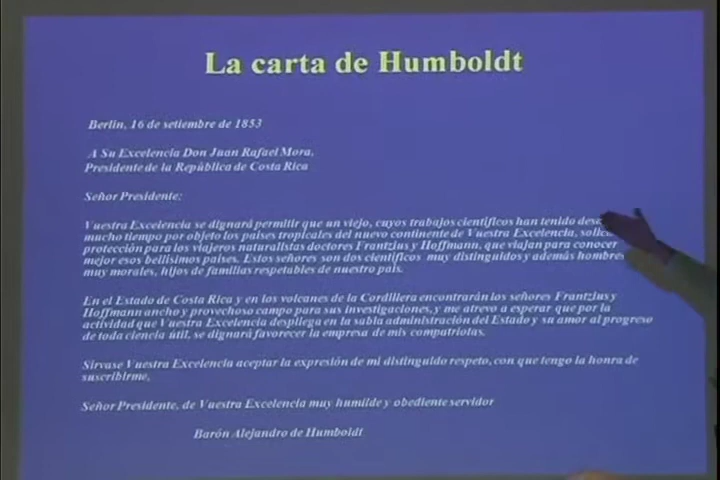 La carta de Humboldt
Berlin, 16 de setiembre de 1853
A Su Excelencia Don Juan Rafael Mora,
Presidente de la República de Costa Rica
Señor Presidente:
Vuestra Excelencia se dignará permitir que un viejo, cuyos trabajos científicos han tenido
mucho tiempo por objeto los países tropicales del nuevo continente de Vuestra Excelencia,
protección para los viajeros naturalistas doctores Frantzius y Hoffmann, que viajan para conocer
mejor esos bellísimos países. Estos señores son dos científicos muy distinguidos y además hombres
muy morales, hijos de familias respetables de nuestro país.
En el Estado de Costa Rica y en los volcanes de la Cordillera encontrarán los señores Frantzius y
Hoffmann ancho y provechoso campo para sus investigaciones, y me atrevo a esperar que por la
actividad que Vuestra Excelencia despliega en la sabia administración del Estado y su amor al progreso
de toda ciencia útil, se dignará favorecer la empresa de mis compatriotas.
Sírvase Vuestra Excelencia aceptar la expresión de mi distinguido respeto, con que tengo la honra de
suscribirme,
Señor Presidente, de Vuestra Excelencia muy humilde y obediente servidor
Barón Alejandro de Humboldt